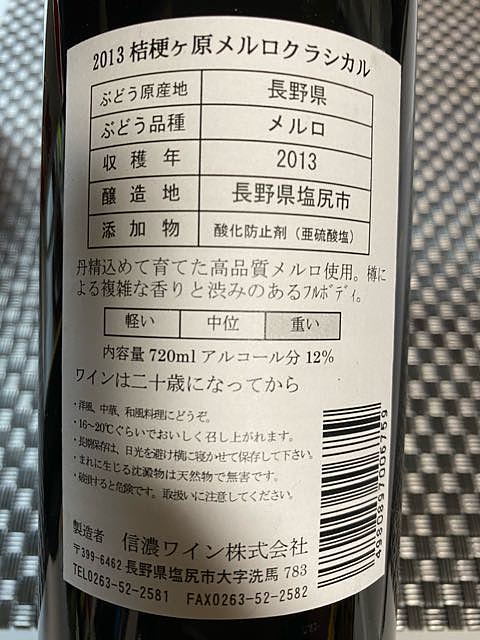 2013 桔梗ヶ原メルロクラシカル
ぶどう原産地 長野県
ぶどう品種 メルロ
収穫年 2013
醸造地 長野県塩尻市
添加物 酸化防止剤（亜硫酸塩）
丹精込めて育てた高品質メルロ使用。樽に
よる複雑な香りと渋みのあるﾌﾙﾎﾞﾃﾞｨ。
軽い 中位 重い
内容量 720ml アルコール分 12%
ワインは二十歳になってから
・洋風、中華、和風料理にどうぞ。
・16～20℃ぐらいでおいしく召し上がれます。
・長期保存は、日光を避け横に寝かせて保存して下さい。
・まれに生じる沈澱物は天然物で無害です。
・破損すると危険です。取扱いに注意してください。
製造者 信濃ワイン株式会社
〒399-6462 長野県塩尻市大字洗馬 783
TEL0263-52-2581 FAX0263-52-2582
4980897006759